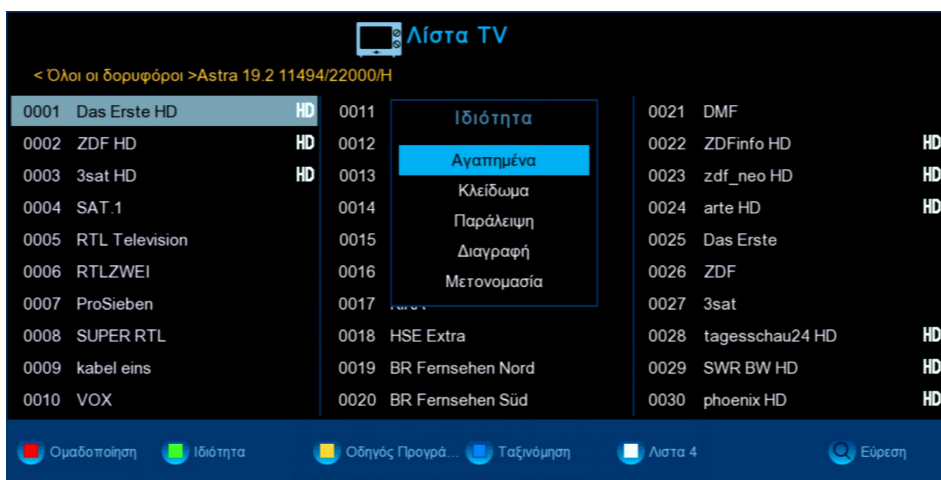 Λίστα TV
< Όλοι οι δορυφόροι >Astra 19.2 11494/22000/H
0001 Das Erste HD HD
0002 ZDF HD HD
0003 3sat HD HD
0004 SAT.1
0005 RTL Television
0006 RTLZWEI
0007 ProSieben
0008 SUPER RTL
0009 kabel eins
0010 VOX
0011
0012
0013
0014
0015
0016
0017
0018 HSE Extra
0019 BR Fernsehen Nord
0020 BR Fernsehen Süd
Ιδιότητα
Αγαπημένα
Κλείδωμα
Παράλειψη
Διαγραφή
Μετονομασία
0021 DMF
0022 ZDFinfo HD HD
0023 zdf_neo HD HD
0024 arte HD HD
0025 Das Erste
0026 ZDF
0027 3sat
0028 tagesschau24 HD HD
0029 SWR BW HD HD
0030 phoenix HD HD
Ομαδοποίηση Ιδιότητα Οδηγός Προγρά... Ταξινόμηση Λιστα 4 Εύρεση